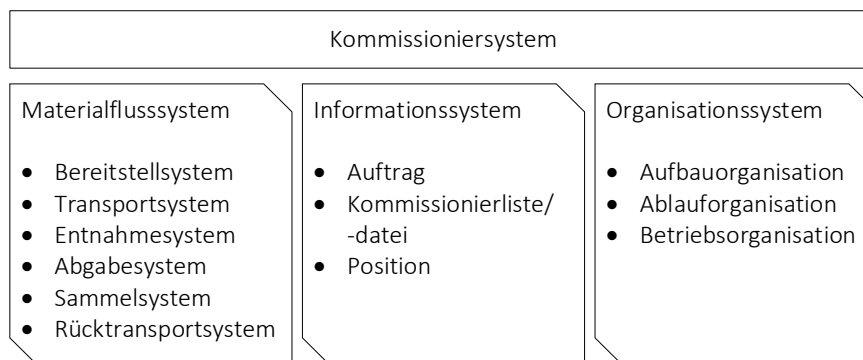 Kommissioniersystem
Materialflusssystem
• Bereitstellsystem
• Transportsystem
• Entnahmesystem
• Abgabesystem
• Sammelsystem
• Rücktransportsystem
Informationssystem
• Auftrag
• Kommissionierliste/
-datei
• Position
Organisationssystem
• Aufbauorganisation
• Ablauforganisation
• Betriebsorganisation